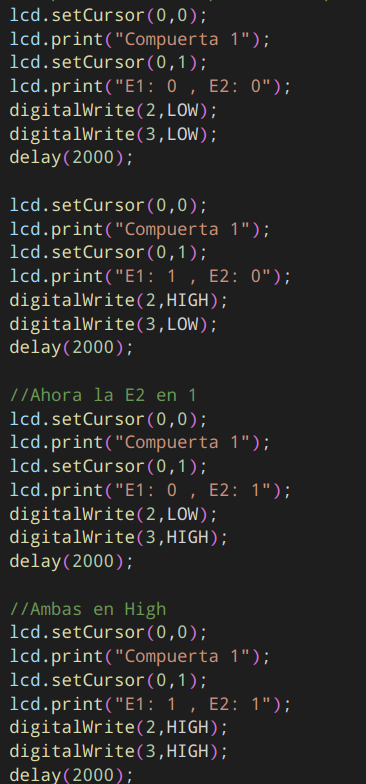 lcd.setCursor(0,0);
lcd.print("Compuerta 1");
lcd.setCursor(0,1);
lcd.print("E1: 0 , E2: 0");
digitalWrite(2,LOW);
digitalWrite(3,LOW);
delay(2000);

lcd.setCursor(0,0);
lcd.print("Compuerta 1");
lcd.setCursor(0,1);
lcd.print("E1: 1 , E2: 0");
digitalWrite(2,HIGH);
digitalWrite(3,LOW);
delay(2000);

//Ahora la E2 en 1
lcd.setCursor(0,0);
lcd.print("Compuerta 1");
lcd.setCursor(0,1);
lcd.print("E1: 0 , E2: 1");
digitalWrite(2,LOW);
digitalWrite(3,HIGH);
delay(2000);

//Ambas en High
lcd.setCursor(0,0);
lcd.print("Compuerta 1");
lcd.setCursor(0,1);
lcd.print("E1: 1 , E2: 1");
digitalWrite(2,HIGH);
digitalWrite(3,HIGH);
delay(2000);